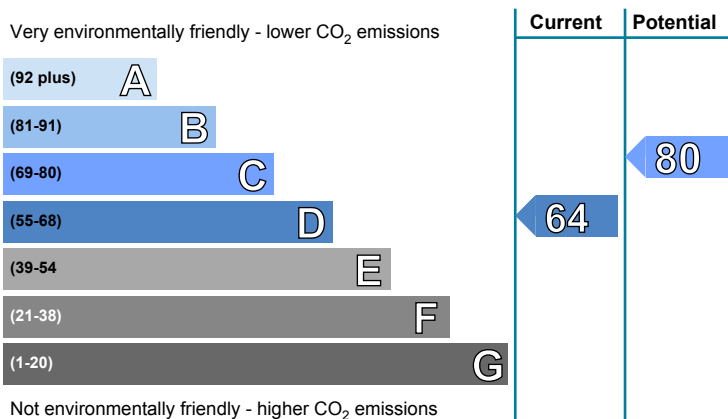 Current Potential
Very environmentally friendly - lower CO2 emissions
(92 plus) A
(81-91) B
(69-80) C
80
(55-68) D
64
(39-54 E
(21-38) F
(1-20) G
Not environmentally friendly - higher CO2 emissions